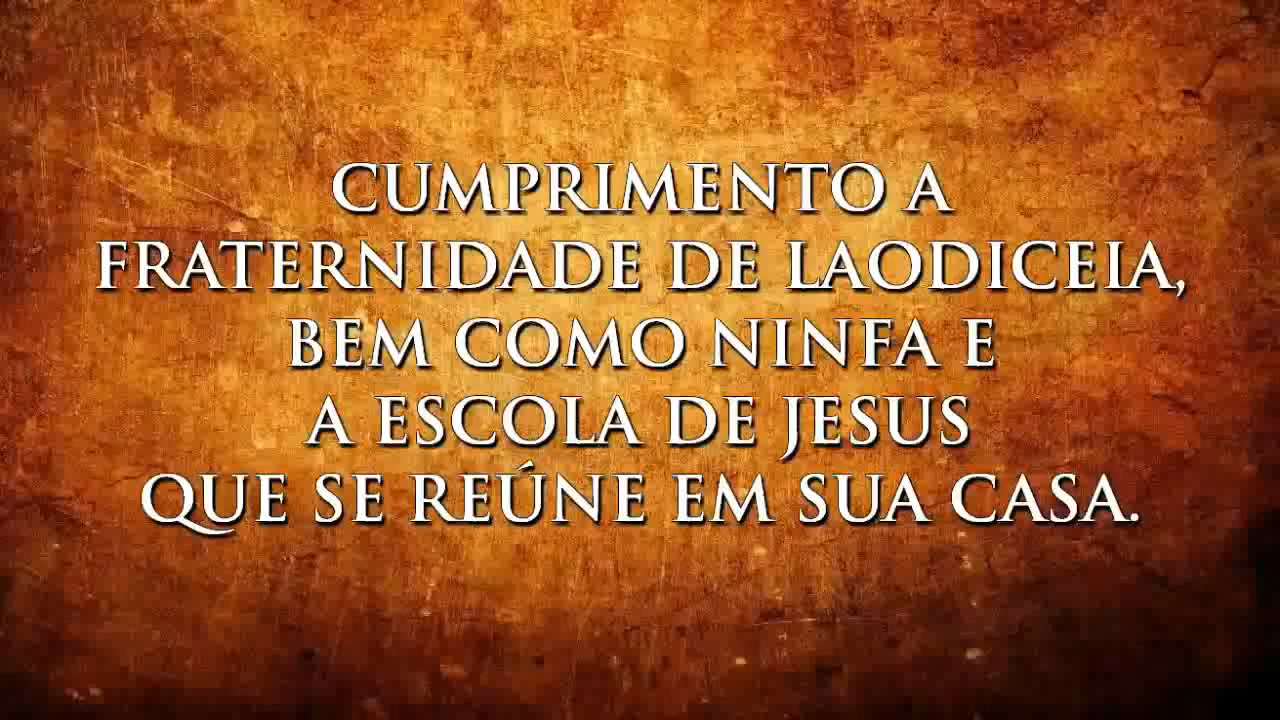 CUMPRIMENTO A
FRATERNIDADE DE LAODICEIA,
BEM COMO NINFA E
A ESCOLA DE JESUS
QUE SE REÚNE EM SUA CASA.